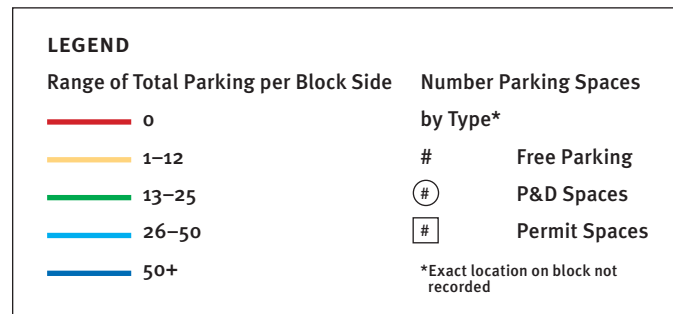 LEGEND
Range of Total Parking per Block Side
0
1–12
13–25
26–50
50+
Number Parking Spaces
by Type*
# Free Parking
# P&D Spaces
# Permit Spaces
*Exact location on block not
recorded